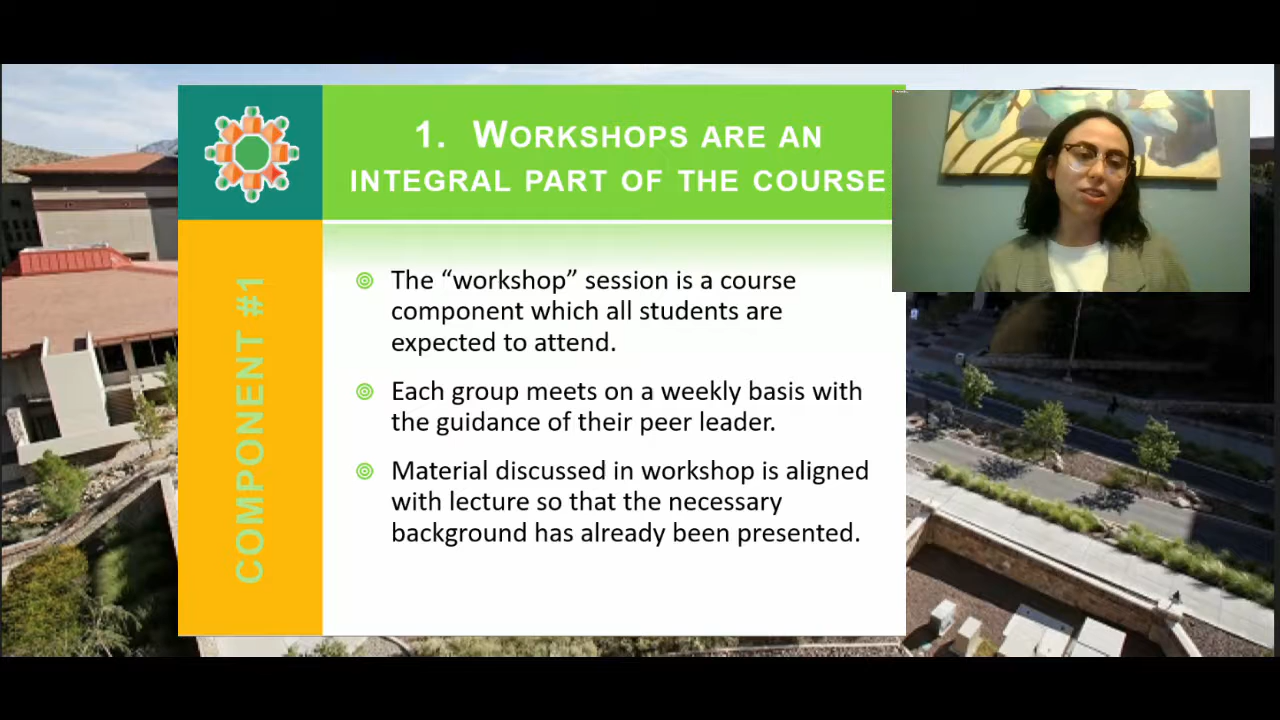 1. WORKSHOPS ARE AN
INTEGRAL PART OF THE COURSE
COMPONENT #1
The “workshop” session is a course
component which all students are
expected to attend.
Each group meets on a weekly basis with
the guidance of their peer leader.
Material discussed in workshop is aligned
with lecture so that the necessary
background has already been presented.